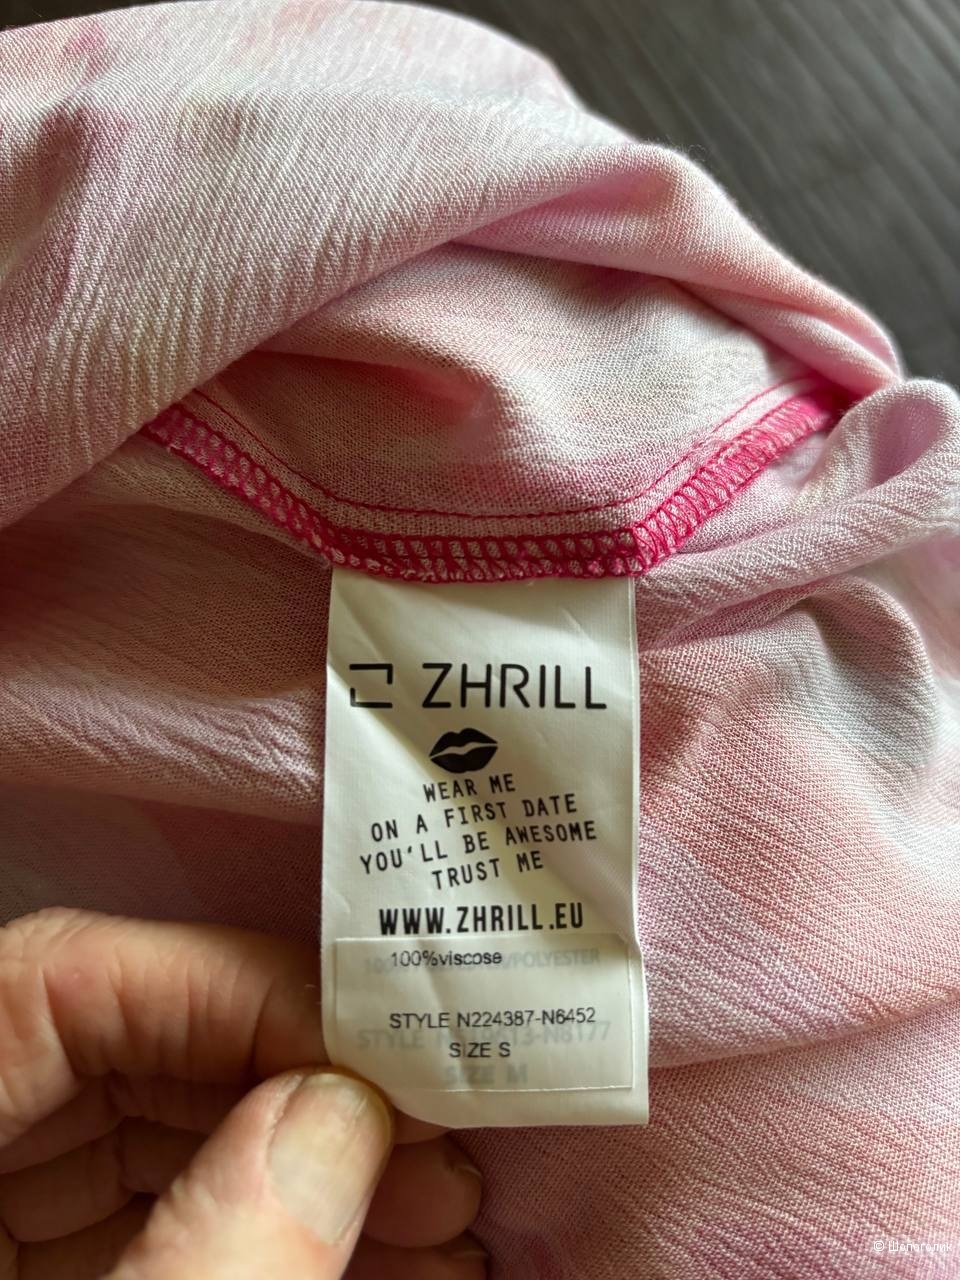 ZHRILL
WEAR ME
ON A FIRST DATE
YOU'LL BE AWESOME
TRUST ME
WWW.ZHRILL.EU
100%viscose
STYLE N224387-N6452
SIZE S
© Шопоголик